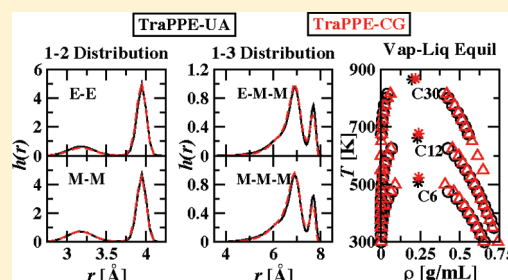 TraPPE-UA
TraPPE-CG
1-2 Distribution
1-3 Distribution
Vap-Liq Equil
h(r)
6
4
2
0
E-E
4
2
0
M-M
3
3.5
4
r [Å]
h(r)
1.2
0.8
0.4
0
E-M-M
0.8
0.4
0
M-M-M
4
6
8
r [Å]
T [K]
900
700
500
300
C30
C12
C6
0
0.25
0.5
0.75
ρ [g/mL]